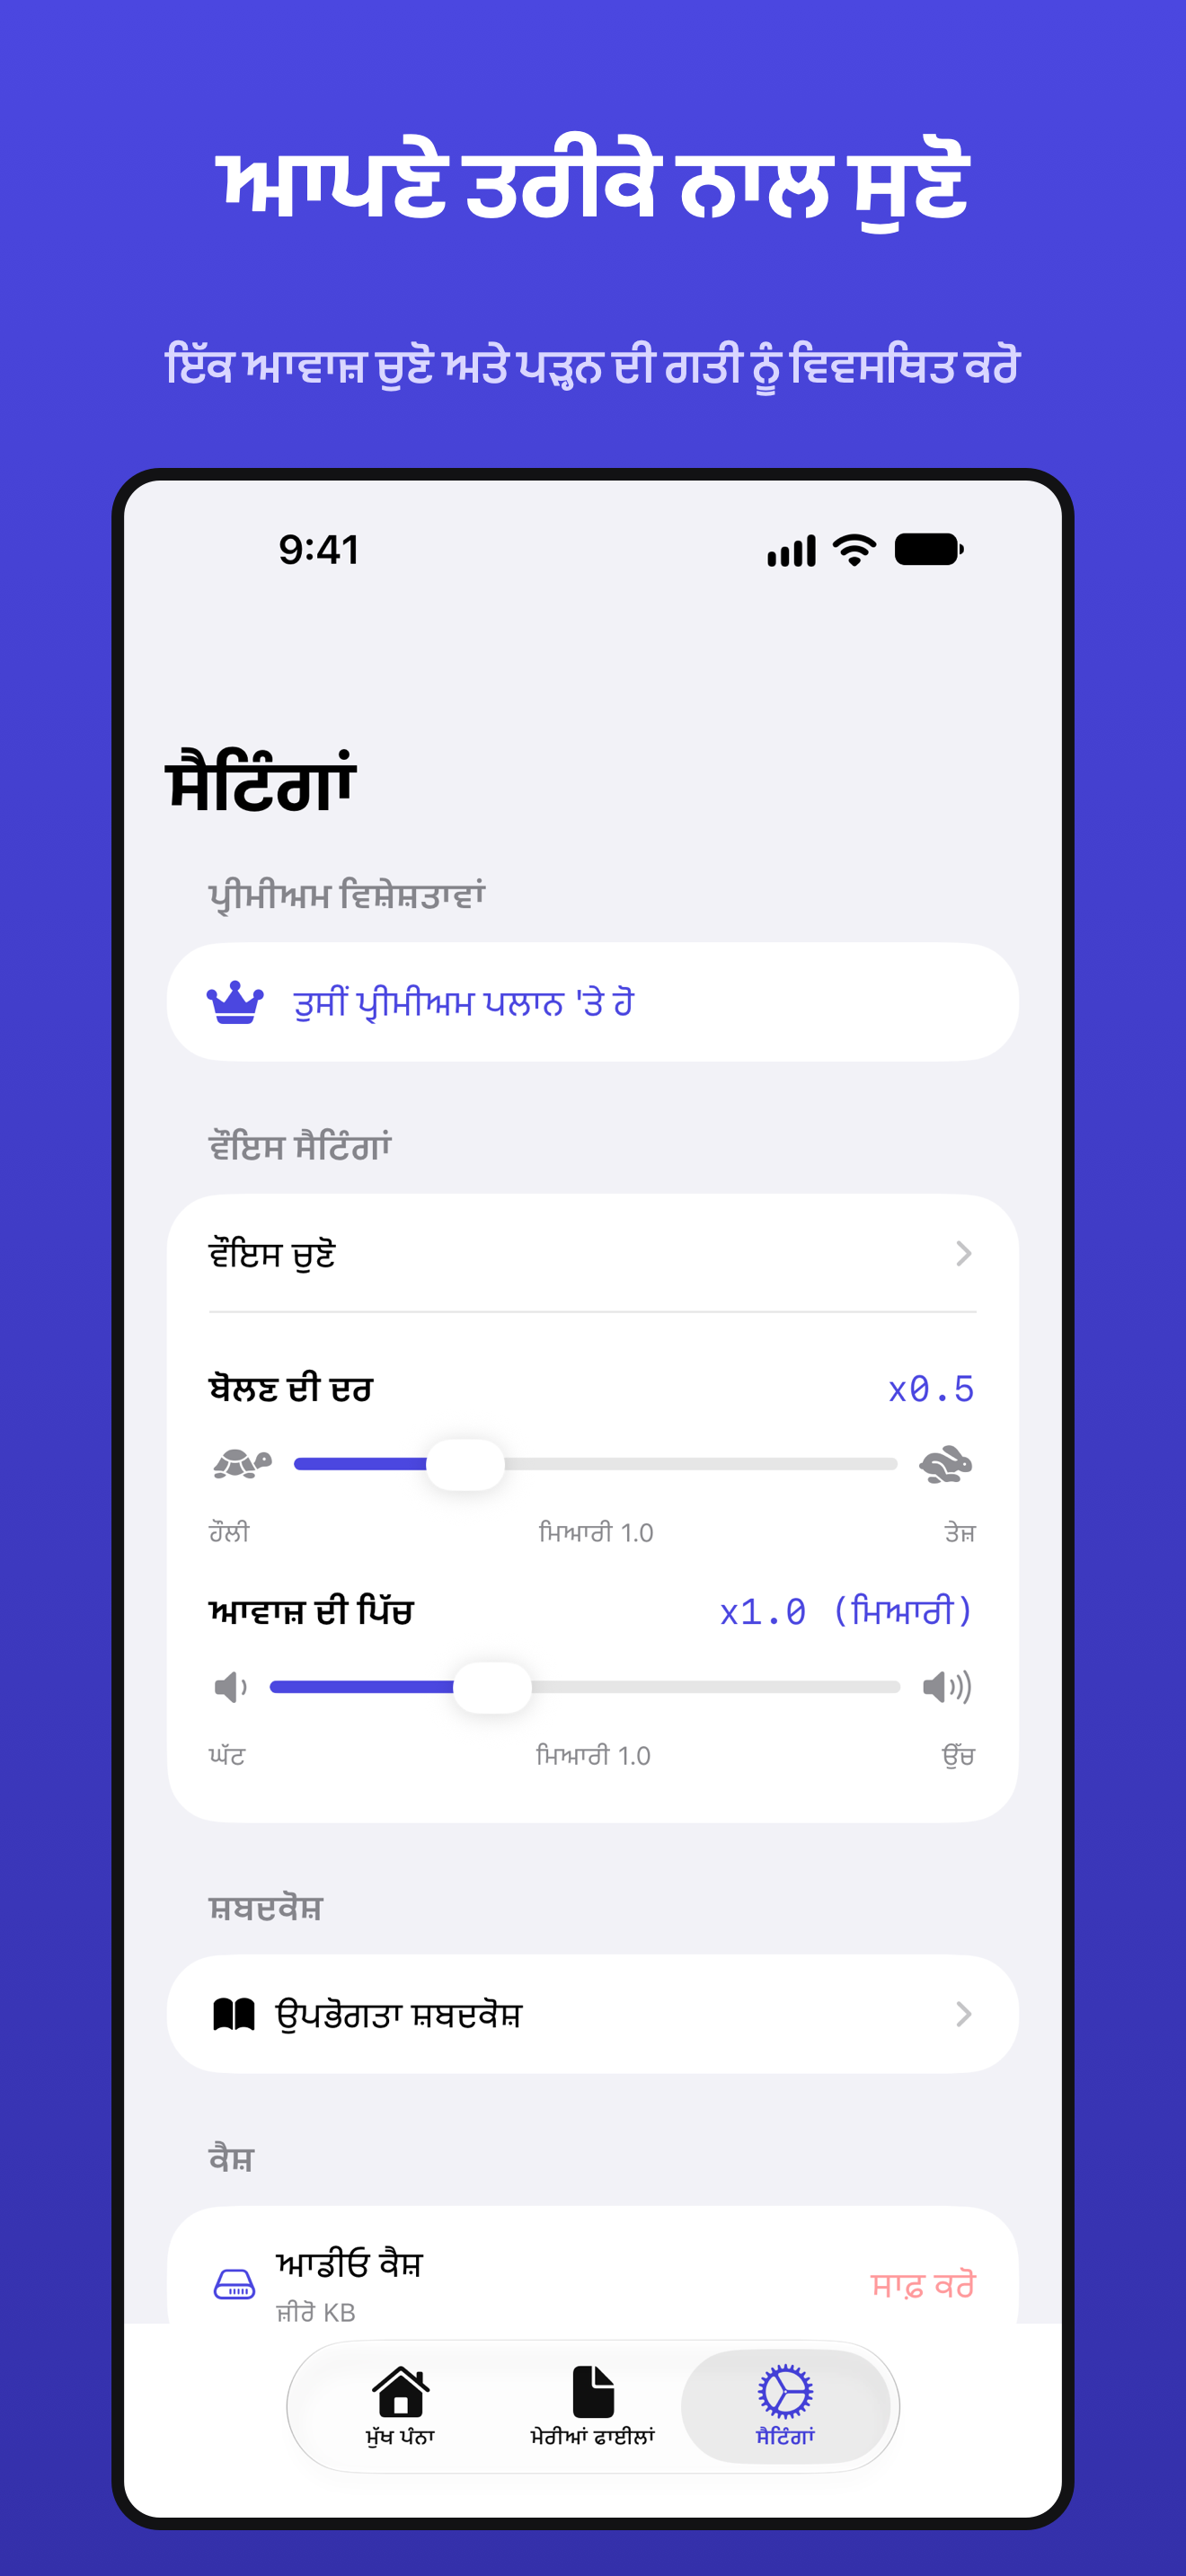 ਆਪਣੇ ਤਰੀਕੇ ਨਾਲ ਸੁਣੋ
ਇੱਕ ਆਵਾਜ਼ ਚੁਣੋ ਅਤੇ ਪੜ੍ਹਨ ਦੀ ਗਤੀ ਨੂੰ ਵਿਵਸਥਿਤ ਕਰੋ
9:41
ਸੈਟਿੰਗਾਂ
ਪ੍ਰੀਮੀਅਮ ਵਿਸ਼ੇਸ਼ਤਾਵਾਂ
ਤੁਸੀਂ ਪ੍ਰੀਮੀਅਮ ਪਲਾਨ 'ਤੇ ਹੋ
ਵੌਇਸ ਸੈਟਿੰਗਾਂ
ਵੌਇਸ ਚੁਣੋ
ਬੋਲਣ ਦੀ ਦਰ x0.5
ਹੌਲੀ ਮਿਆਰੀ 1.0 ਤੇਜ਼
ਆਵਾਜ਼ ਦੀ ਪਿੱਚ x1.0 (ਮਿਆਰੀ)
ਘੱਟ ਮਿਆਰੀ 1.0 ਉੱਚ
ਸ਼ਬਦਕੋਸ਼
ਉਪਭੋਗਤਾ ਸ਼ਬਦਕੋਸ਼
ਕੈਸ਼
ਆਡੀਓ ਕੈਸ਼
ਸਾਫ਼ ਕਰੋ
ਜ਼ੀਰੋ KB
ਮੁੱਖ ਪੰਨਾ ਮੇਰੀਆਂ ਫਾਈਲਾਂ ਸੈਟਿੰਗਾਂ